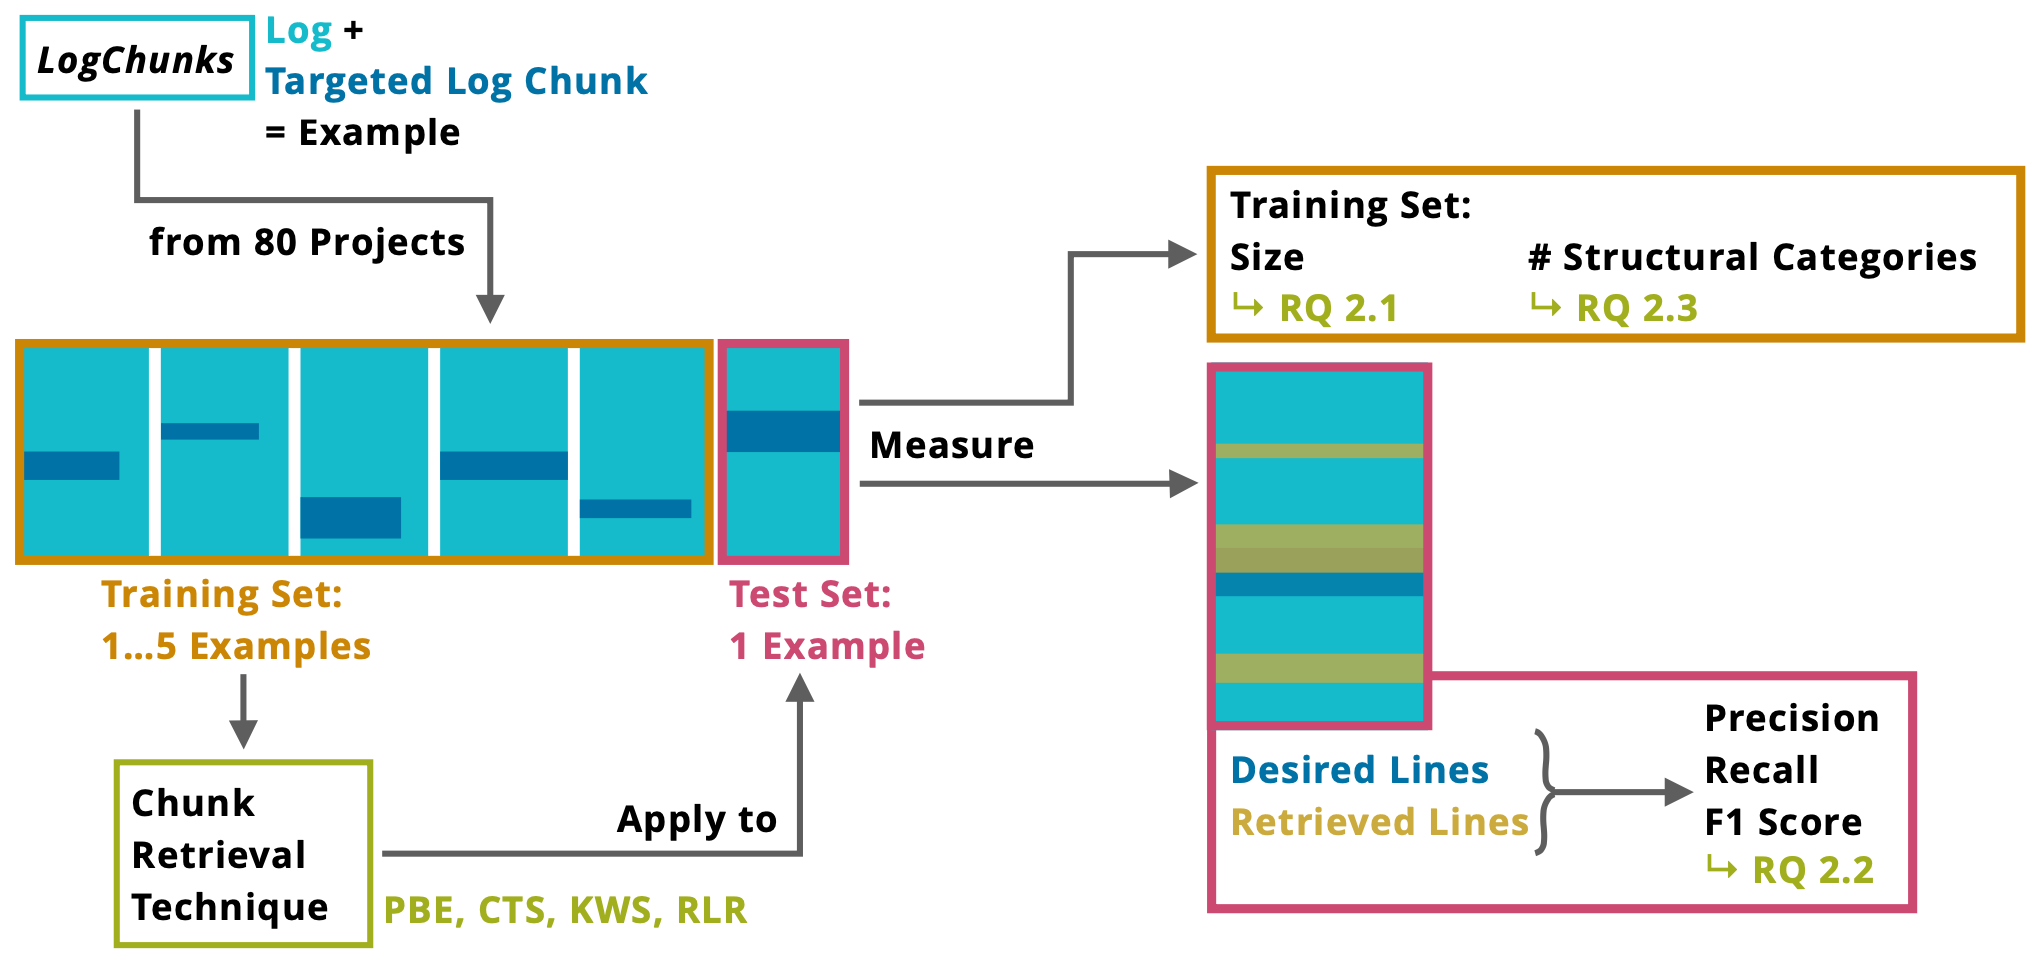 LogChunks
Log +
Targeted Log Chunk
= Example
from 80 Projects
Training Set:
1...5 Examples
Test Set:
1 Example
Chunk
Retrieval
Technique
Apply to
PBE, CTS, KWS, RLR
Measure
Training Set:
Size # Structural Categories
↳ RQ 2.1 ↳ RQ 2.3
Desired Lines
Retrieved Lines
Precision
Recall
F1 Score
↳ RQ 2.2